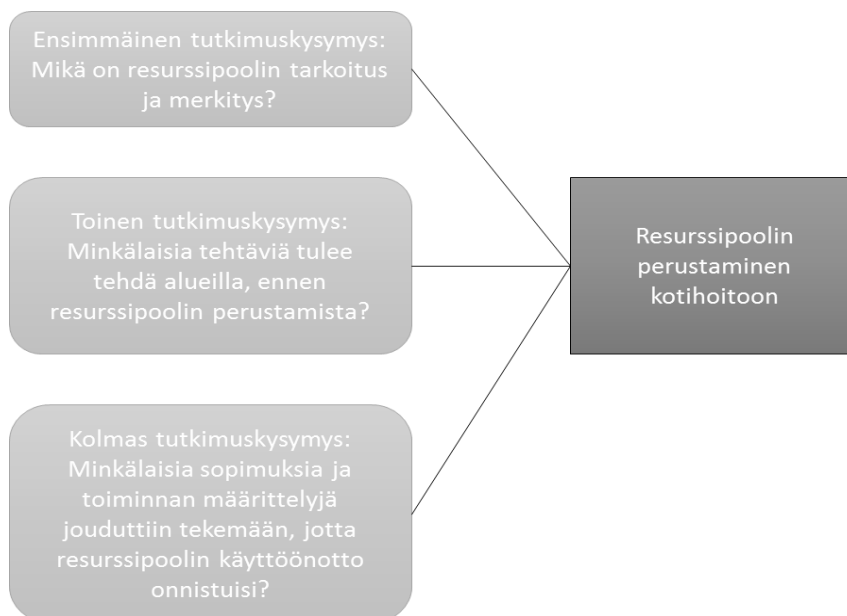 Ensimmäinen tutkimuskysymys:
Mikä on resurssipoolin tarkoitus
ja merkitys?
Toinen tutkimuskysymys:
Minkälaisia tehtäviä tulee
tehdä alueilla, ennen
resurssipoolin perustamista?
Kolmas tutkimuskysymys:
Minkälaisia sopimuksia ja
toiminnan määrittelyjä
jouduttiin tekemään, jotta
resurssipoolin käyttöönotto
onnistuisi?
Resurssipoolin
perustaminen
kotihoitoon